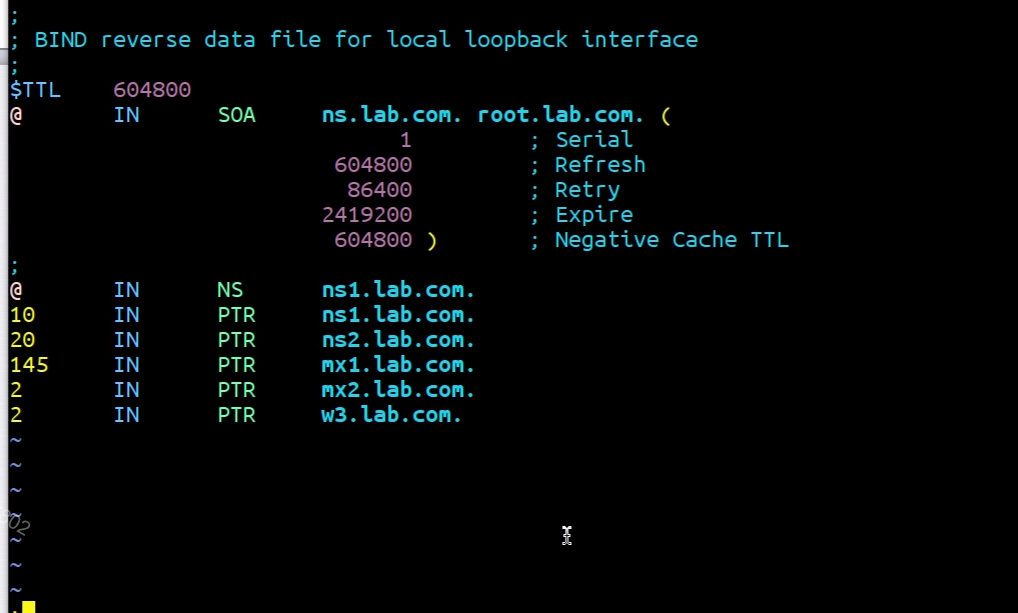 ;
; BIND reverse data file for local loopback interface
;
$TTL    604800
@       IN      SOA     ns.lab.com. root.lab.com. (
                              1         ; Serial
                         604800         ; Refresh
                          86400         ; Retry
                        2419200         ; Expire
                         604800 )       ; Negative Cache TTL
;
@       IN      NS      ns1.lab.com.
10      IN      PTR     ns1.lab.com.
20      IN      PTR     ns2.lab.com.
145     IN      PTR     mx1.lab.com.
2       IN      PTR     mx2.lab.com.
2       IN      PTR     w3.lab.com.
~
~
~
~
~
~
~